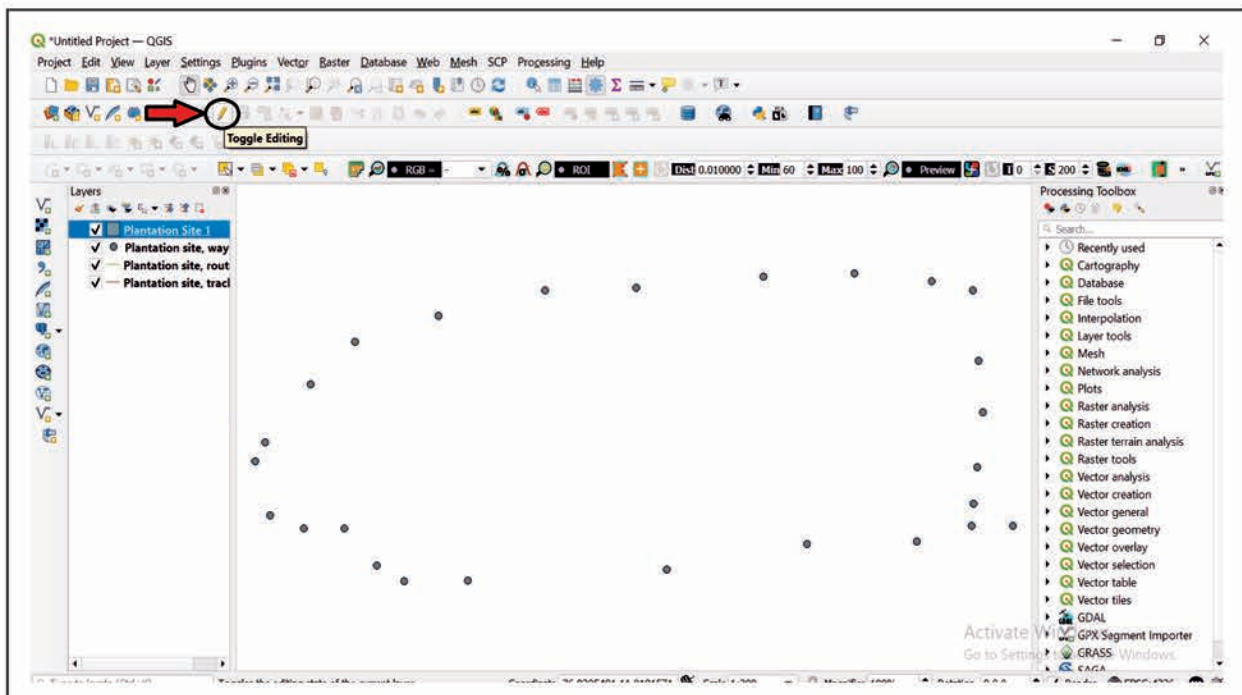 *Untitled Project — QGIS
Project Edit View Layer Settings Plugins Vector Raster Database Web Mesh SCP Processing Help
Toggle Editing
RGB = - ROI Dist 0.010000 Min 60 Max 100 Preview T 0 S 200
Layers
Plantation Site 1
Plantation site, way
Plantation site, rout
Plantation site, tracl
Processing Toolbox
Search...
Recently used
Cartography
Database
File tools
Interpolation
Layer tools
Mesh
Network analysis
Plots
Raster analysis
Raster creation
Raster terrain analysis
Raster tools
Vector analysis
Vector creation
Vector general
Vector geometry
Vector overlay
Vector selection
Vector table
Vector tiles
GDAL
GPX Segment Importer
GRASS
SAGA
Activate Windows
Go to Settings to activate Windows.
Toggles the editing state of the current layer